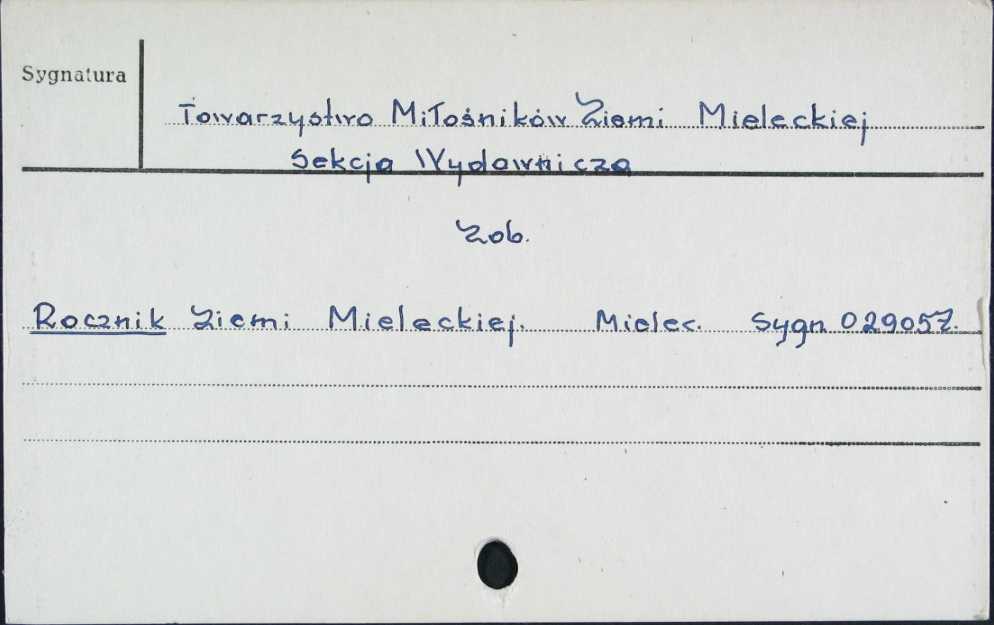 Sygnatura
Towarzystwo Miłośników Ziemi Mieleckiej
Sekcja Wydawnicza
Zob.
Rocznik Ziemi Mieleckiej. Mielec. Sygn 029057.